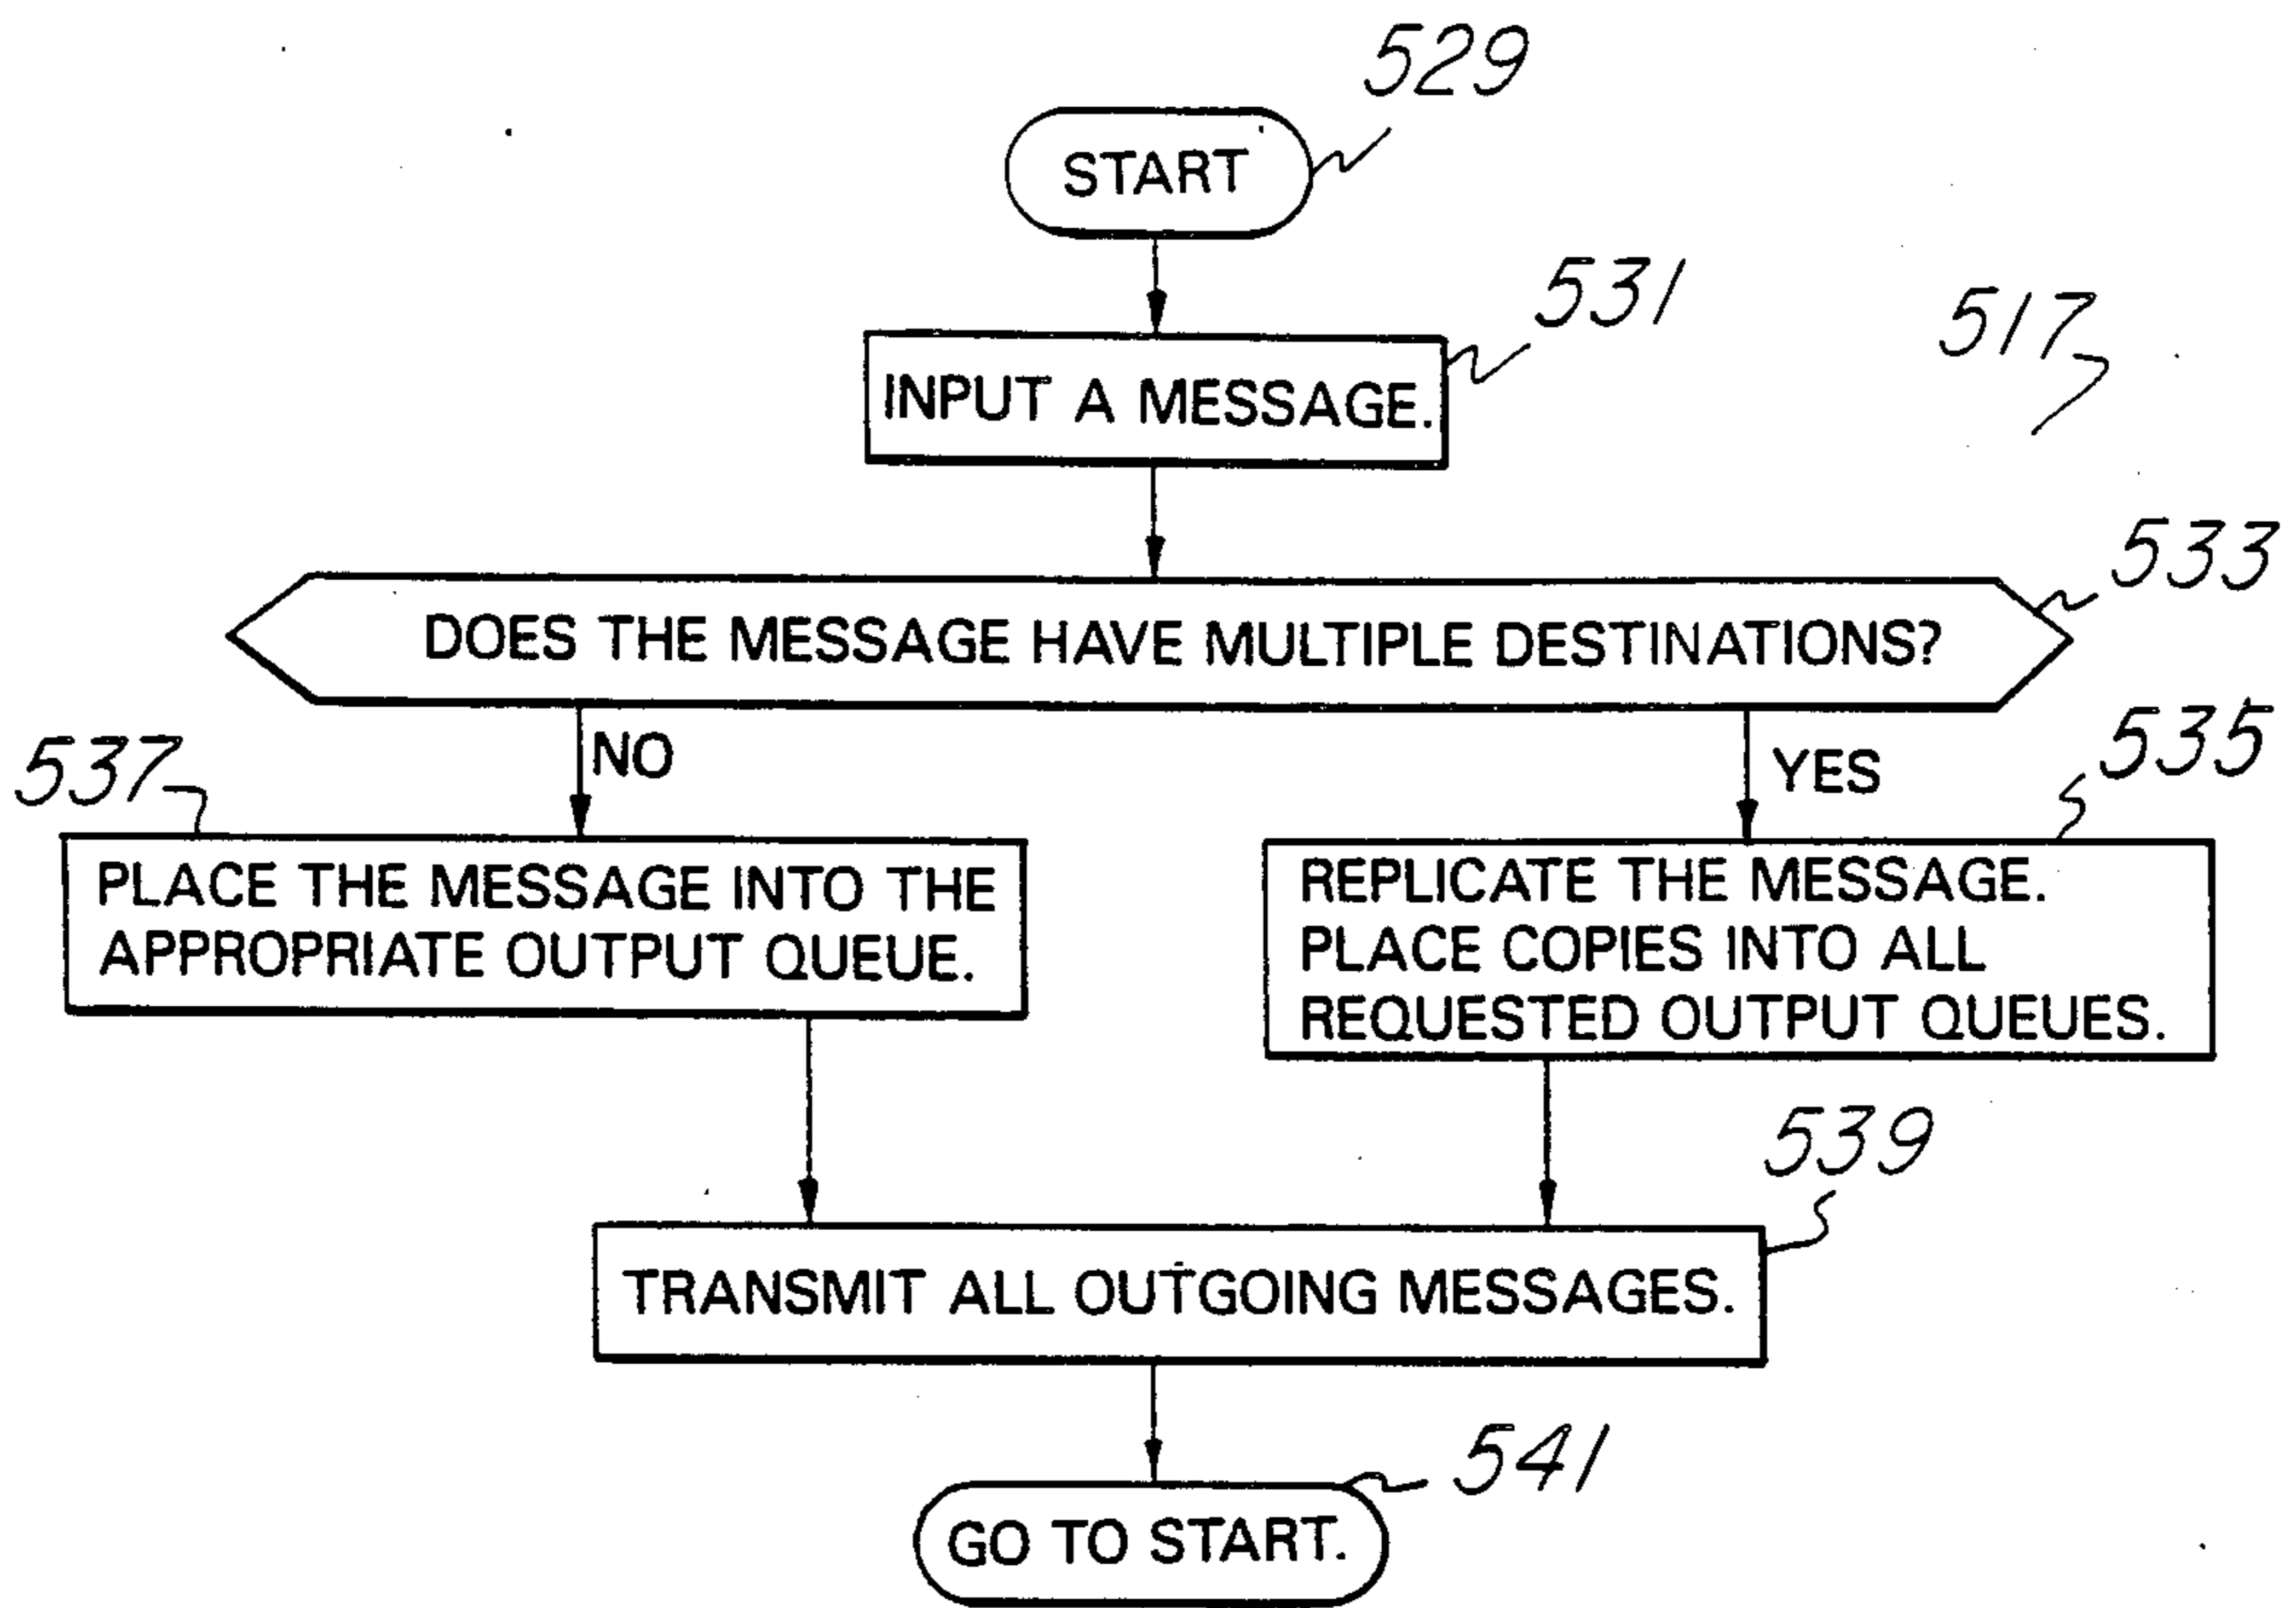 529
START
531
INPUT A MESSAGE.
517
533
DOES THE MESSAGE HAVE MULTIPLE DESTINATIONS?
NO
YES
537
535
PLACE THE MESSAGE INTO THE
APPROPRIATE OUTPUT QUEUE.
REPLICATE THE MESSAGE.
PLACE COPIES INTO ALL
REQUESTED OUTPUT QUEUES.
539
TRANSMIT ALL OUTGOING MESSAGES.
541
GO TO START.